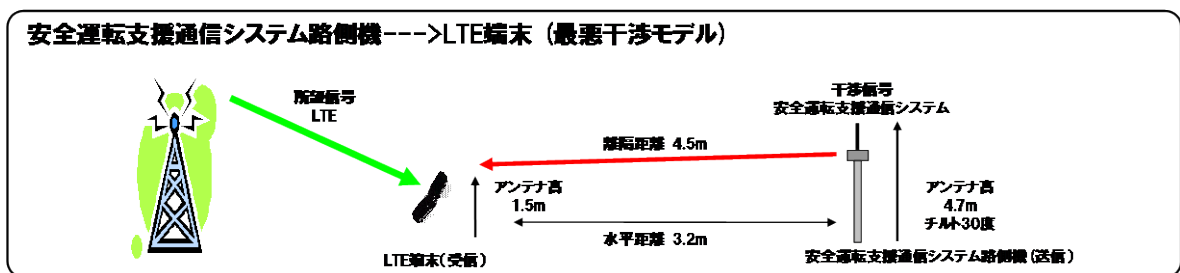 安全運転支援通信システム路側機--->LTE端末（最悪干渉モデル）
所望信号
LTE
干渉信号
安全運転支援通信システム
離隔距離 4.5m
アンテナ高
1.5m
アンテナ高
4.7m
チルト30度
水平距離 3.2m
LTE端末（受信）
安全運転支援通信システム路側機（送信）